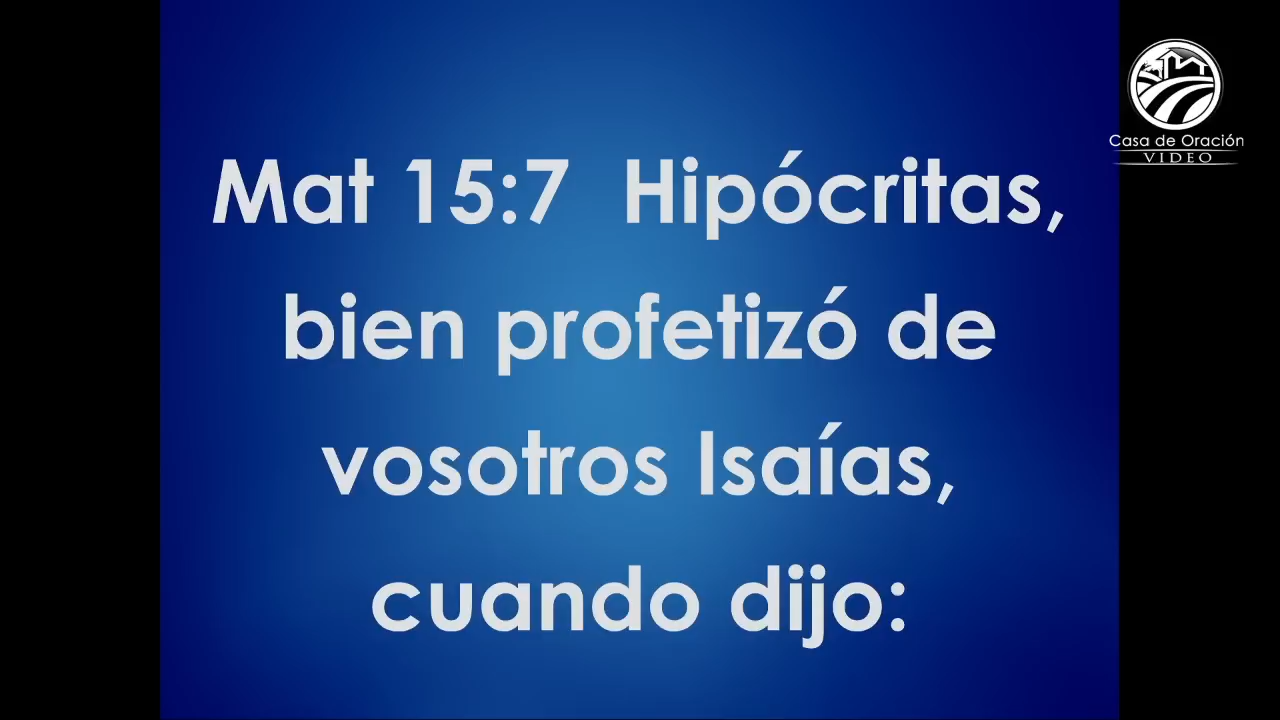 Casa de Oración
VIDEO
Mat 15:7 Hipócritas,
bien profetizó de
vosotros Isaías,
cuando dijo: